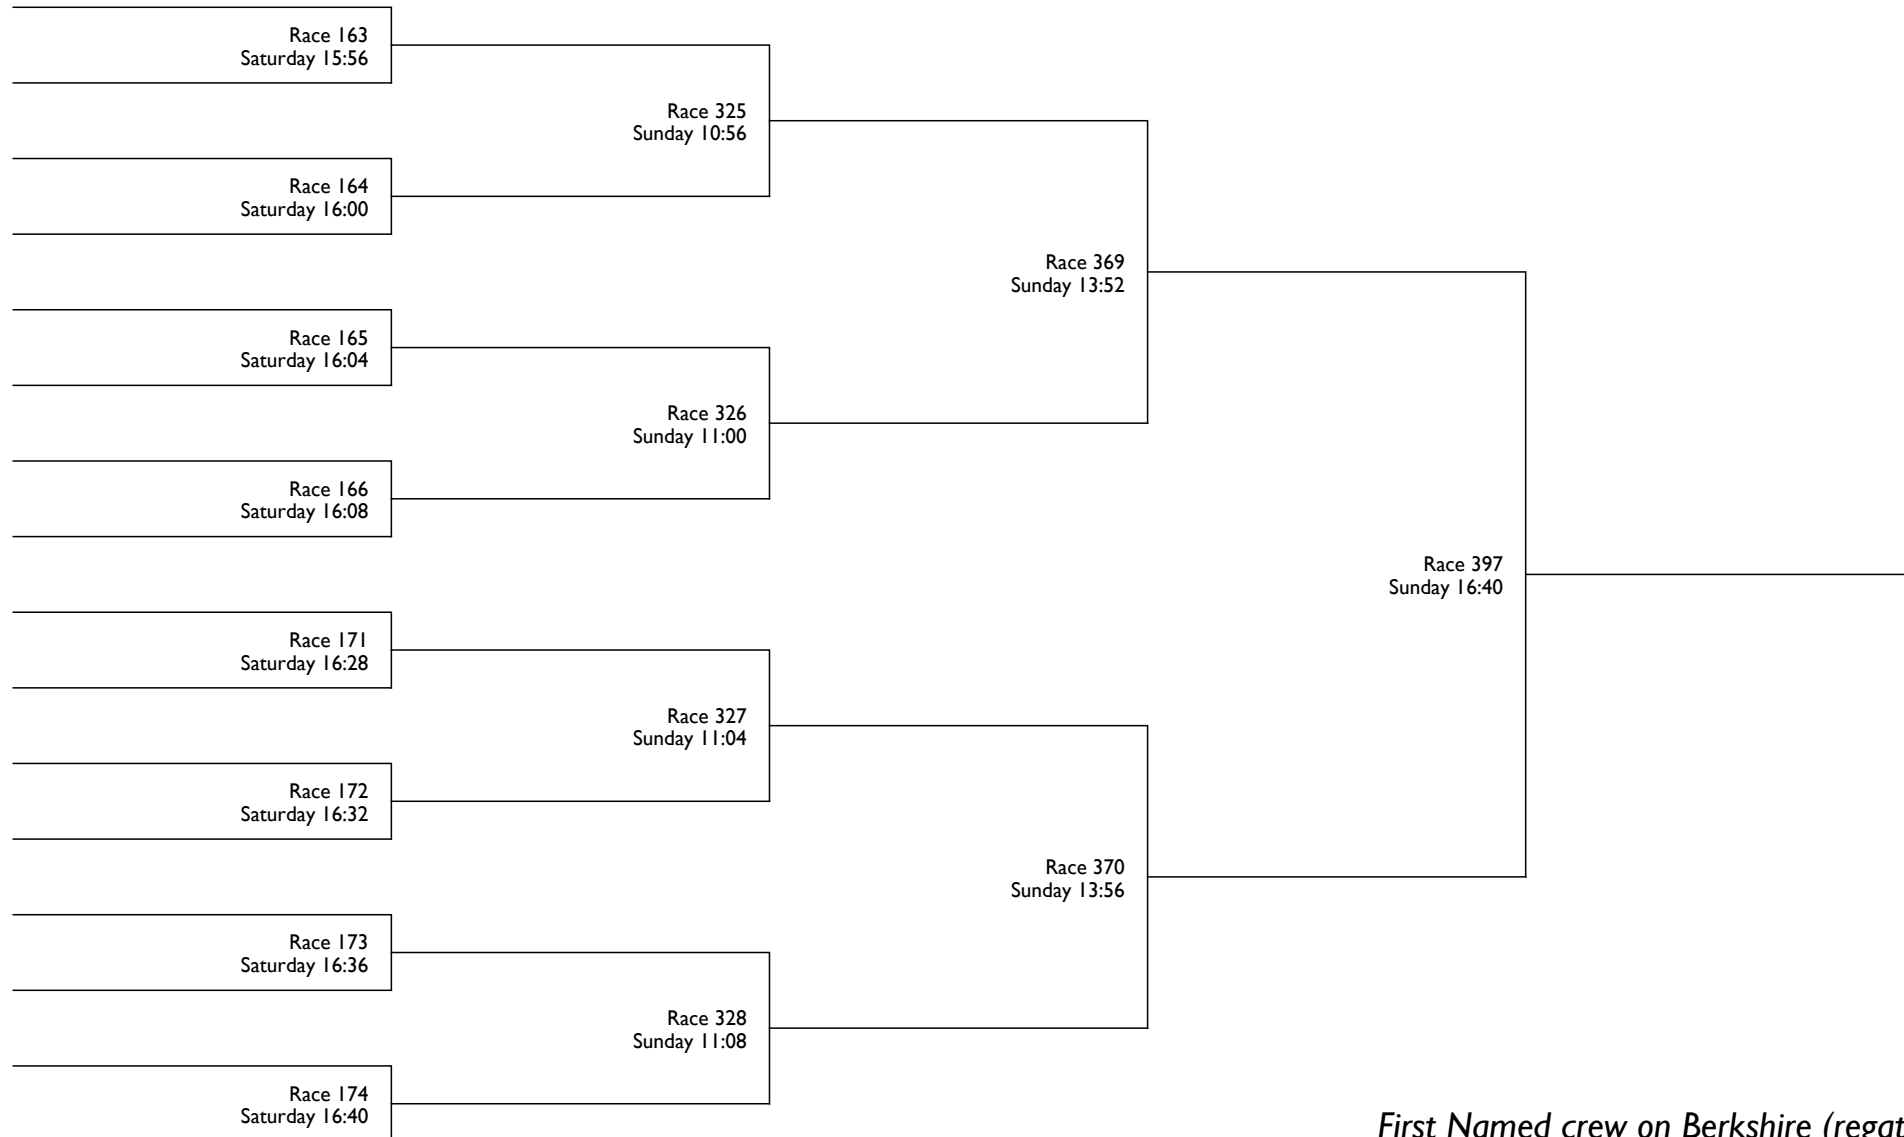 Race 163
Saturday 15:56
Race 325
Sunday 10:56
Race 164
Saturday 16:00
Race 369
Sunday 13:52
Race 165
Saturday 16:04
Race 326
Sunday 11:00
Race 166
Saturday 16:08
Race 397
Sunday 16:40
Race 171
Saturday 16:28
Race 327
Sunday 11:04
Race 172
Saturday 16:32
Race 370
Sunday 13:56
Race 173
Saturday 16:36
Race 328
Sunday 11:08
Race 174
Saturday 16:40
First Named crew on Berkshire (regat